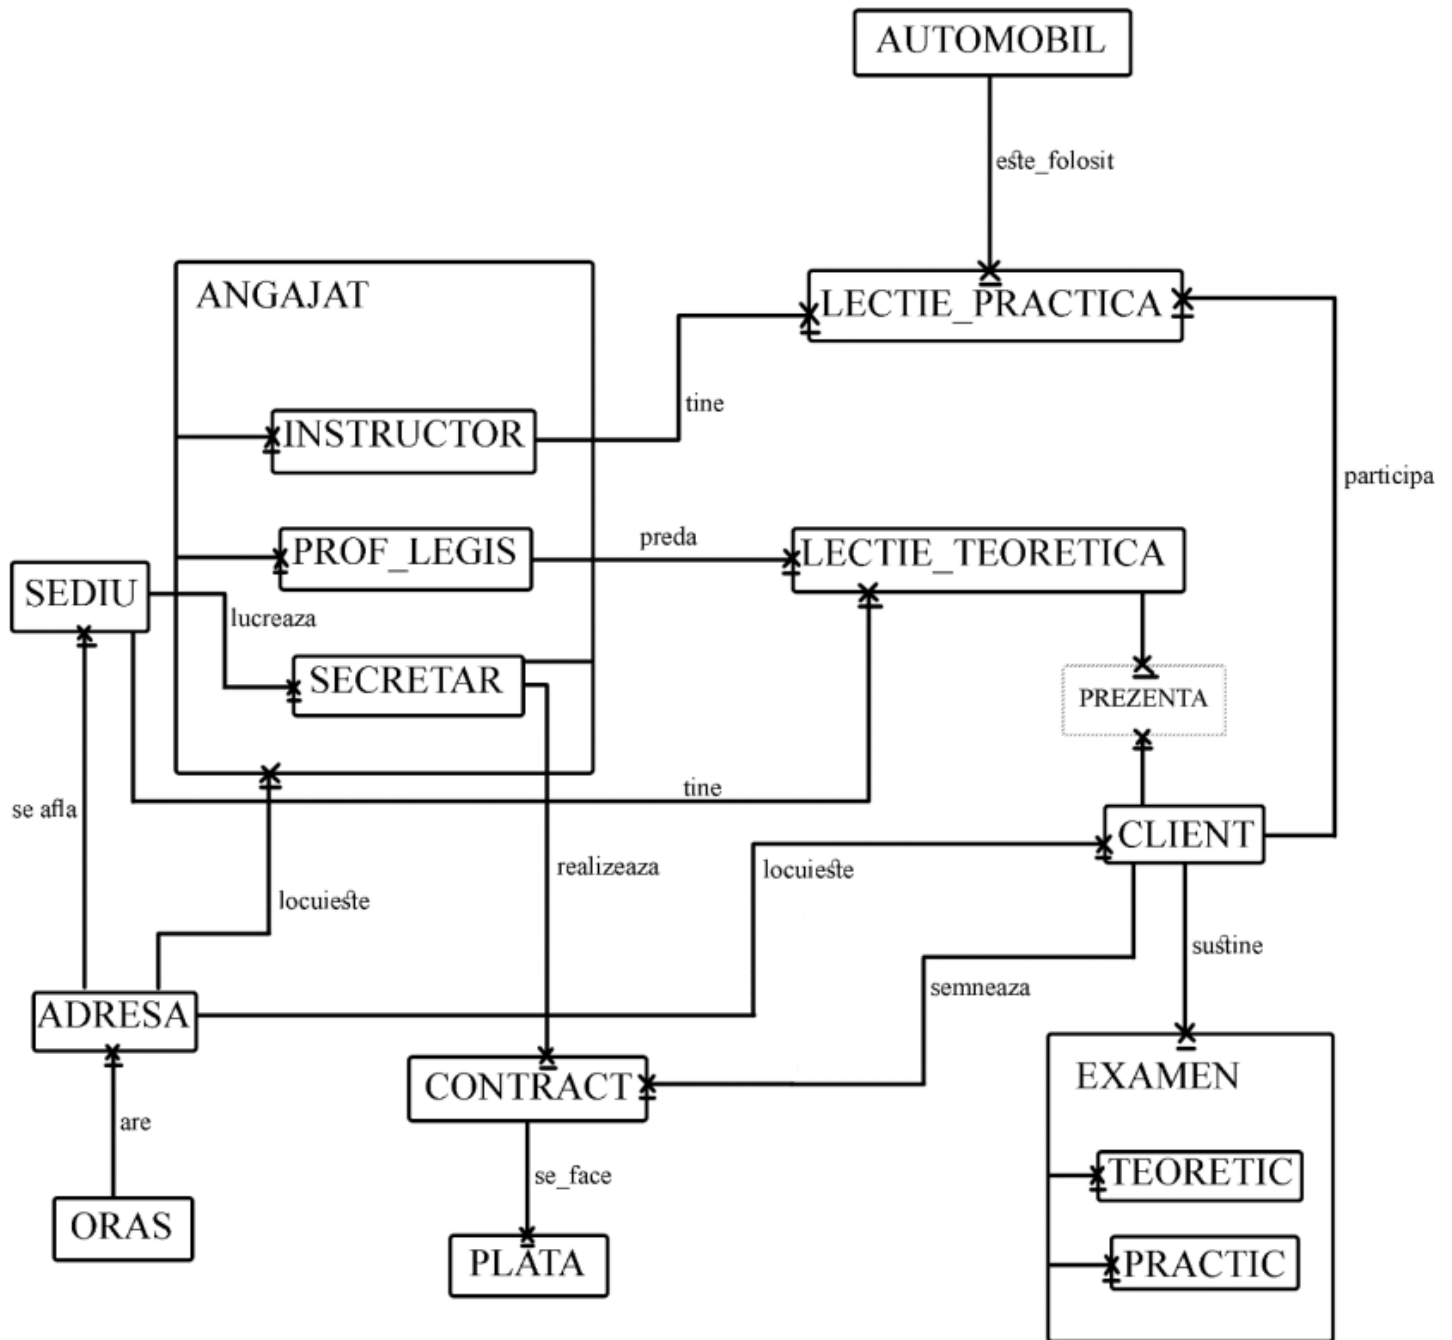 AUTOMOBIL
este_folosit
ANGAJAT
LECTIE_PRACTICA
tine
INSTRUCTOR
participa
preda
PROF_LEGIS
LECTIE_TEORETICA
SEDIU
lucreaza
SECRETAR
PREZENTA
tine
se afla
CLIENT
realizeaza
locuieste
locuieste
sustine
semneaza
ADRESA
CONTRACT
EXAMEN
are
se_face
TEORETIC
ORAS
PLATA
PRACTIC